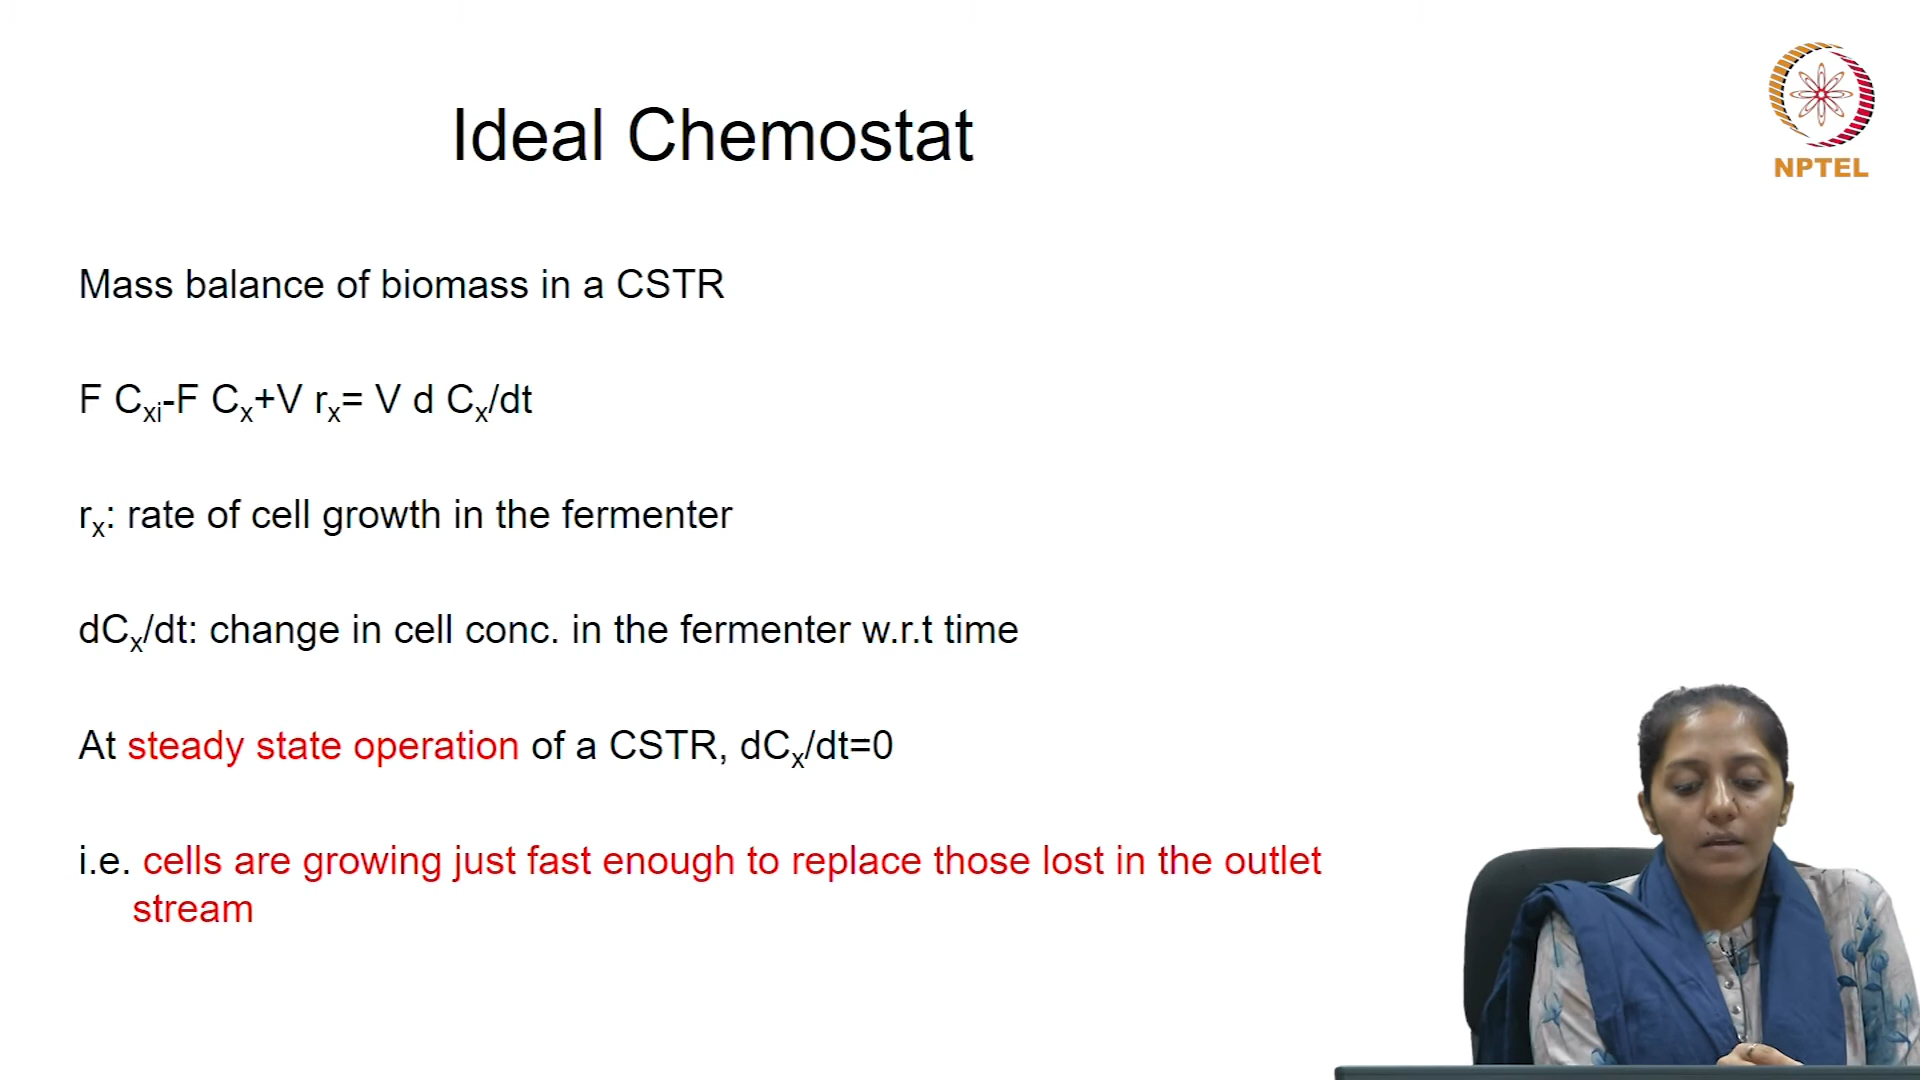 Ideal Chemostat
NPTEL
Mass balance of biomass in a CSTR
F Cxi-F Cx+V rx= V d Cx/dt
rx: rate of cell growth in the fermenter
dCx/dt: change in cell conc. in the fermenter w.r.t time
At steady state operation of a CSTR, dCx/dt=0
i.e. cells are growing just fast enough to replace those lost in the outlet
stream